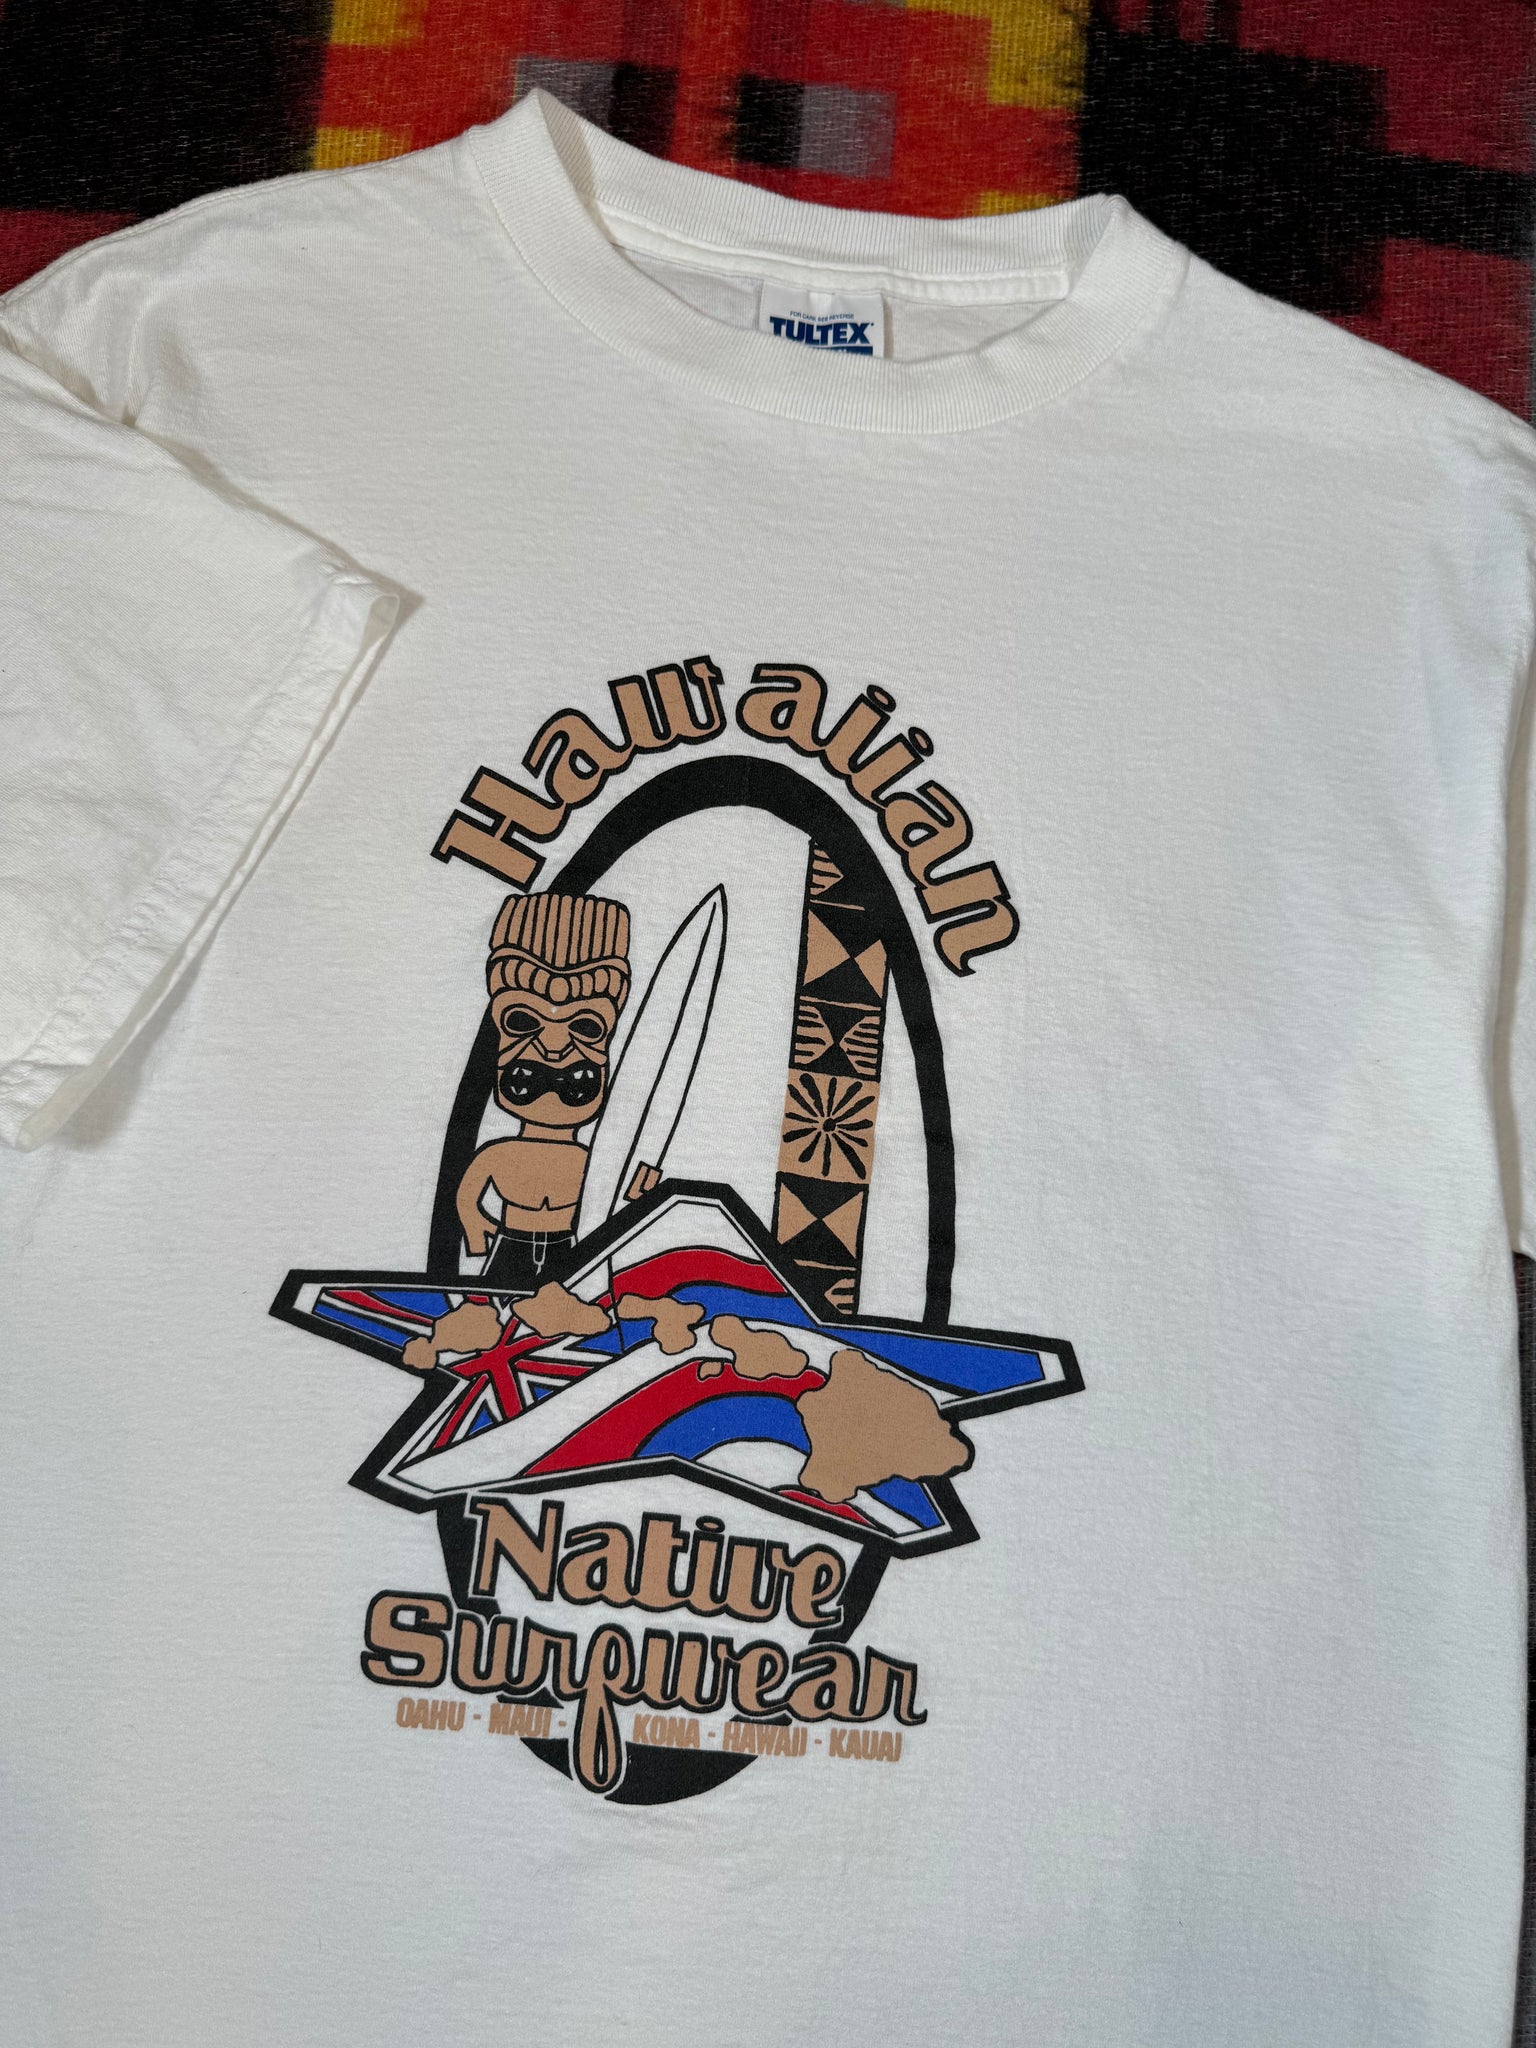 FOR CARE SEE REVERSE
TULTEX
Hawaiian
Native
Surfwear
OAHU - MAUI - KONA - HAWAII - KAUAI